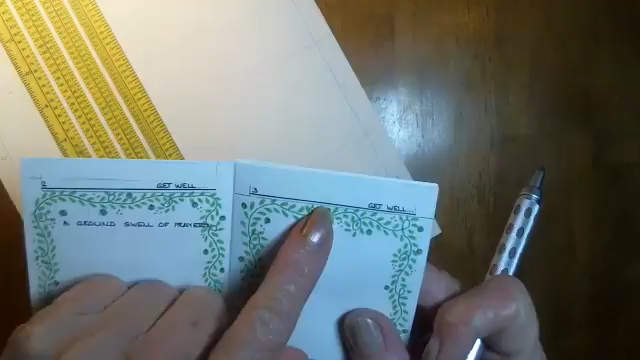 2 GET WELL....
A GROUND SWELL OF PRAYERS
3 GET WELL....